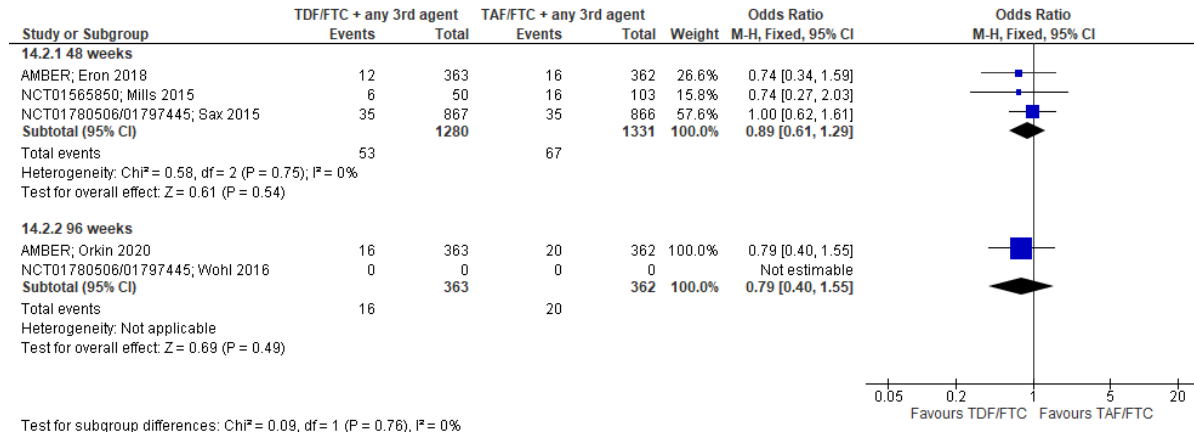 TDF/FTC + any 3rd agent TAF/FTC + any 3rd agent Odds Ratio Odds Ratio
Study or Subgroup Events Total Events Total Weight M-H, Fixed, 95% CI M-H, Fixed, 95% CI
14.2.1 48 weeks
AMBER; Eron 2018 12 363 16 362 26.6% 0.74 [0.34, 1.59]
NCT01565850; Mills 2015 6 50 16 103 15.8% 0.74 [0.27, 2.03]
NCT01780506/01797445; Sax 2015 35 867 35 866 57.6% 1.00 [0.62, 1.61]
Subtotal (95% CI) 1280 1331 100.0% 0.89 [0.61, 1.29]
Total events 53 67
Heterogeneity: Chi² = 0.58, df = 2 (P = 0.75); I² = 0%
Test for overall effect: Z = 0.61 (P = 0.54)
14.2.2 96 weeks
AMBER; Orkin 2020 16 363 20 362 100.0% 0.79 [0.40, 1.55]
NCT01780506/01797445; Wohl 2016 0 0 0 0 Not estimable
Subtotal (95% CI) 363 362 100.0% 0.79 [0.40, 1.55]
Total events 16 20
Heterogeneity: Not applicable
Test for overall effect: Z = 0.69 (P = 0.49)
0.05 0.2 1 5 20
Favours TDF/FTC Favours TAF/FTC
Test for subgroup differences: Chi² = 0.09, df = 1 (P = 0.76), I² = 0%